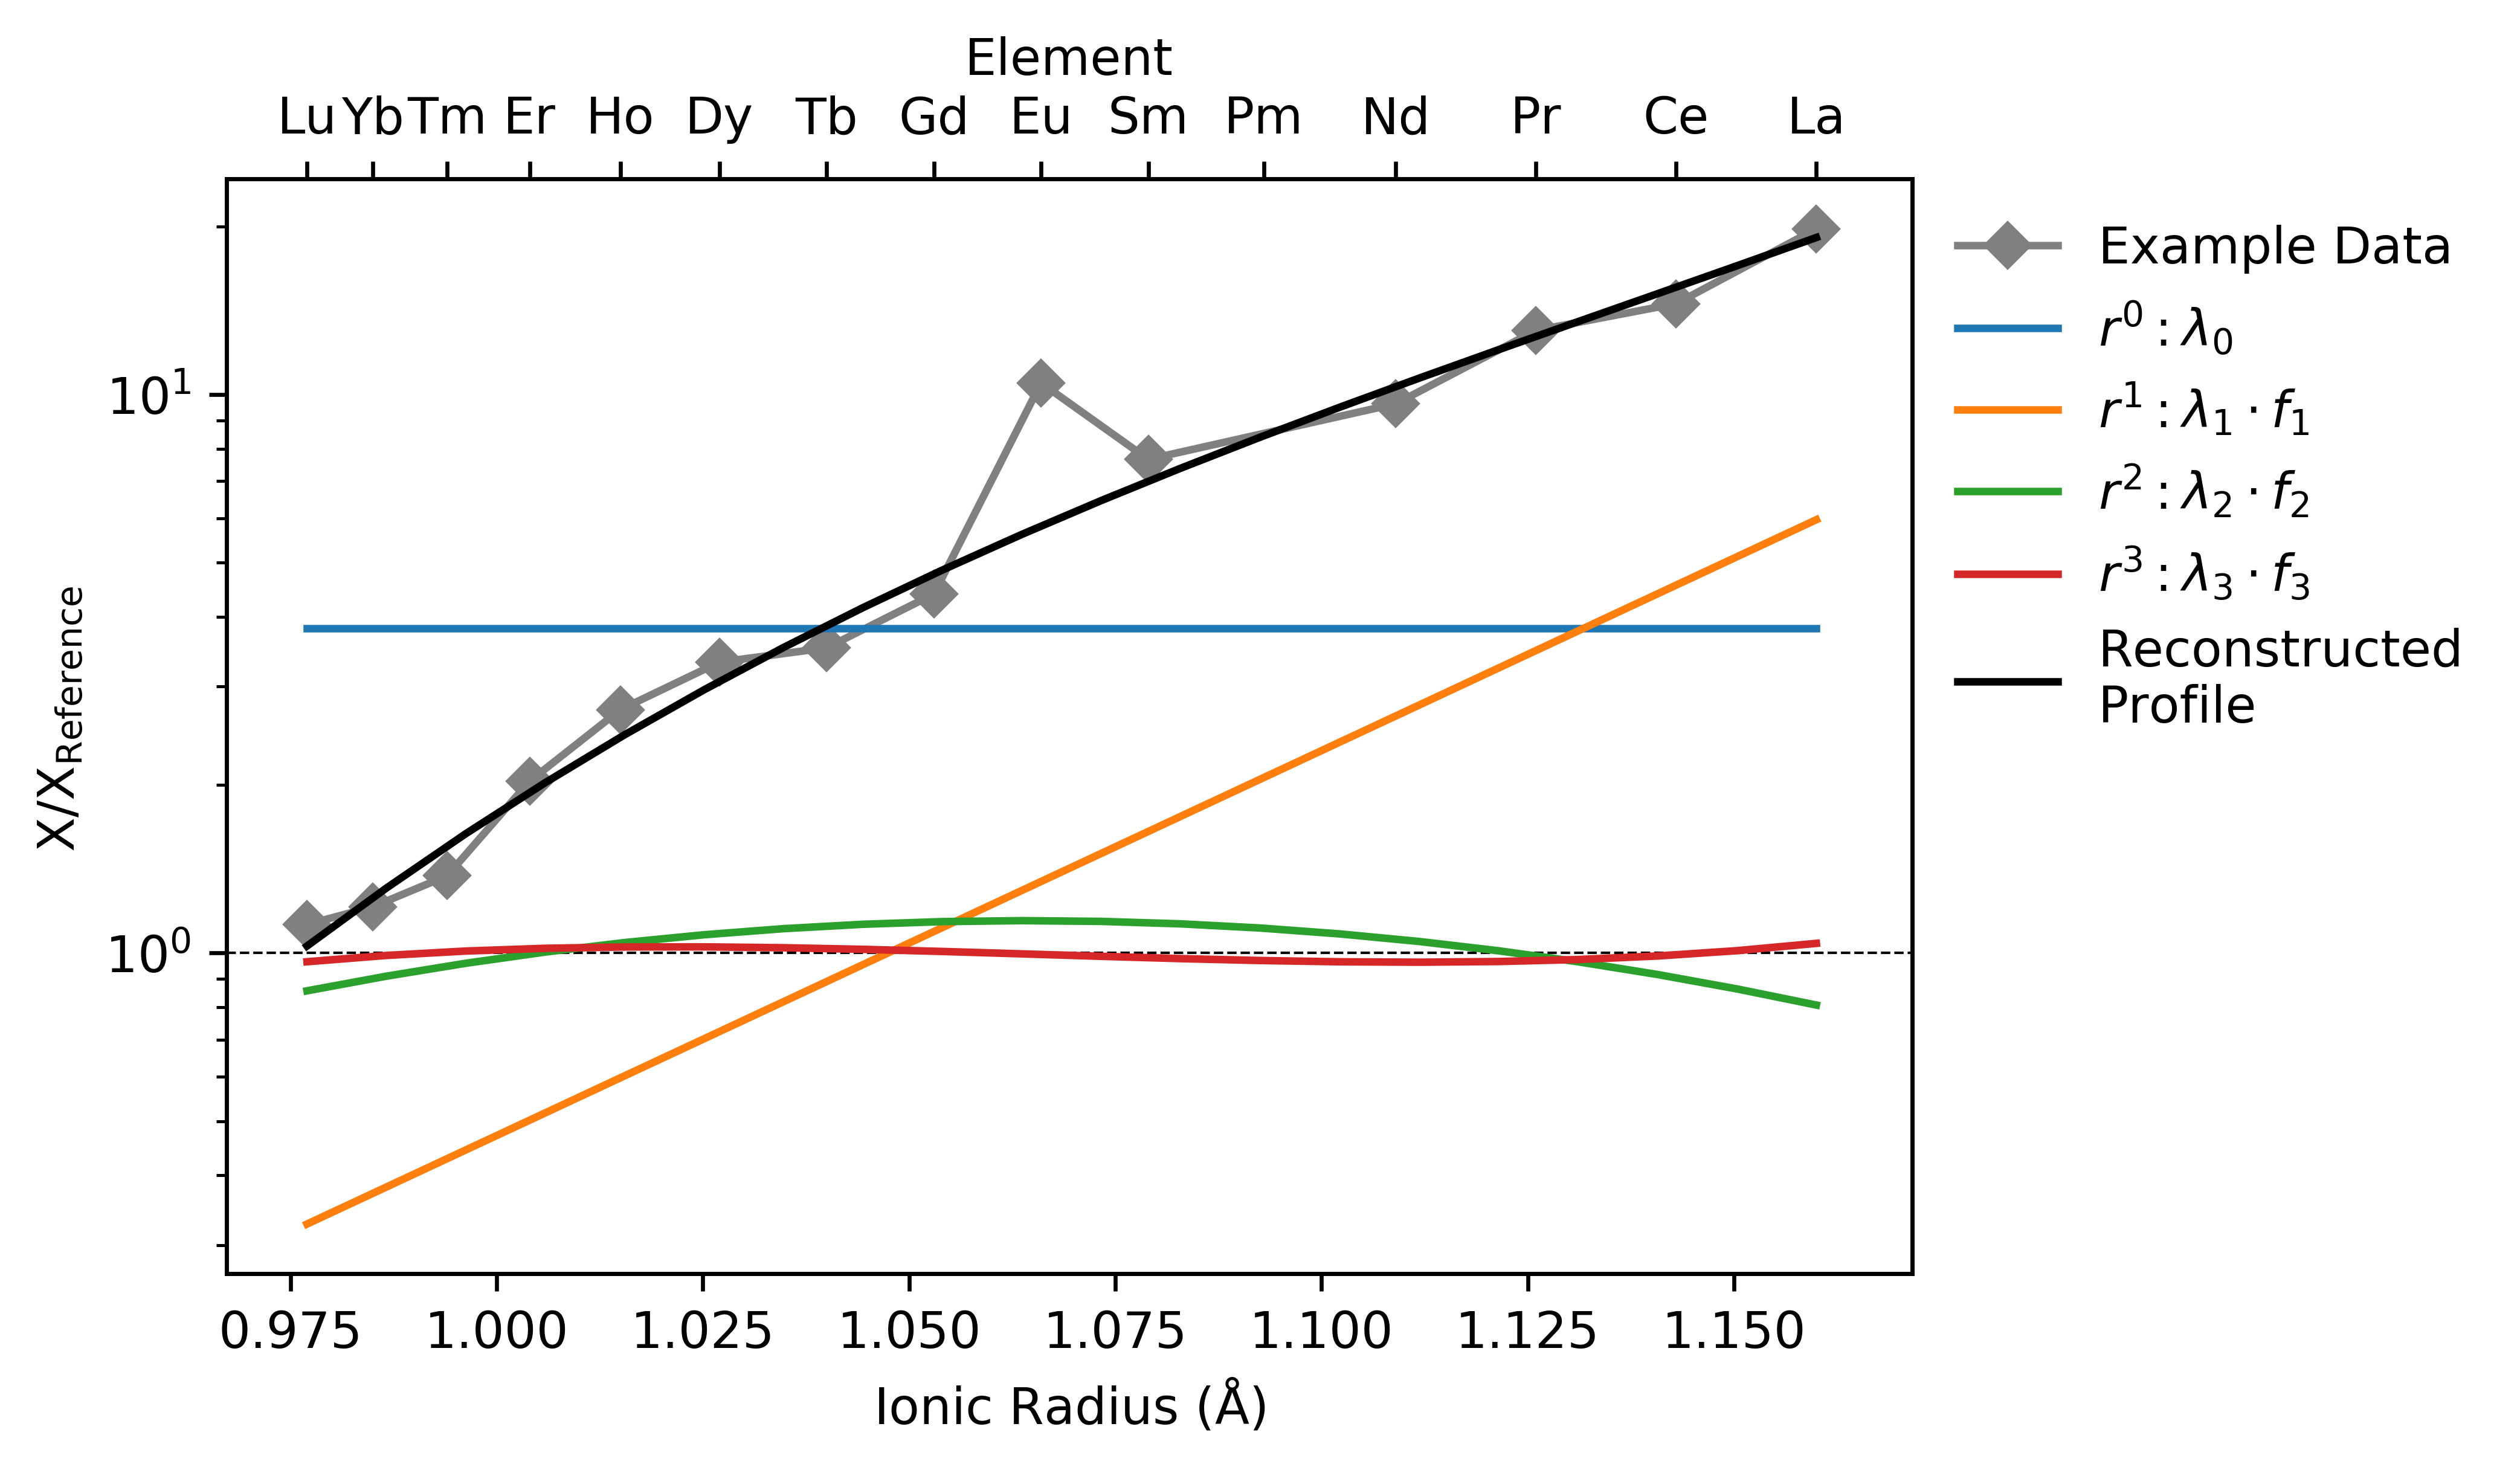 Element
Lu Yb Tm Er Ho Dy Tb Gd Eu Sm Pm Nd Pr Ce La
X/X_Reference
10¹
10⁰
0.975 1.000 1.025 1.050 1.075 1.100 1.125 1.150
Ionic Radius (Å)
Example Data
r⁰ : λ₀
r¹ : λ₁ · f₁
r² : λ₂ · f₂
r³ : λ₃ · f₃
Reconstructed
Profile